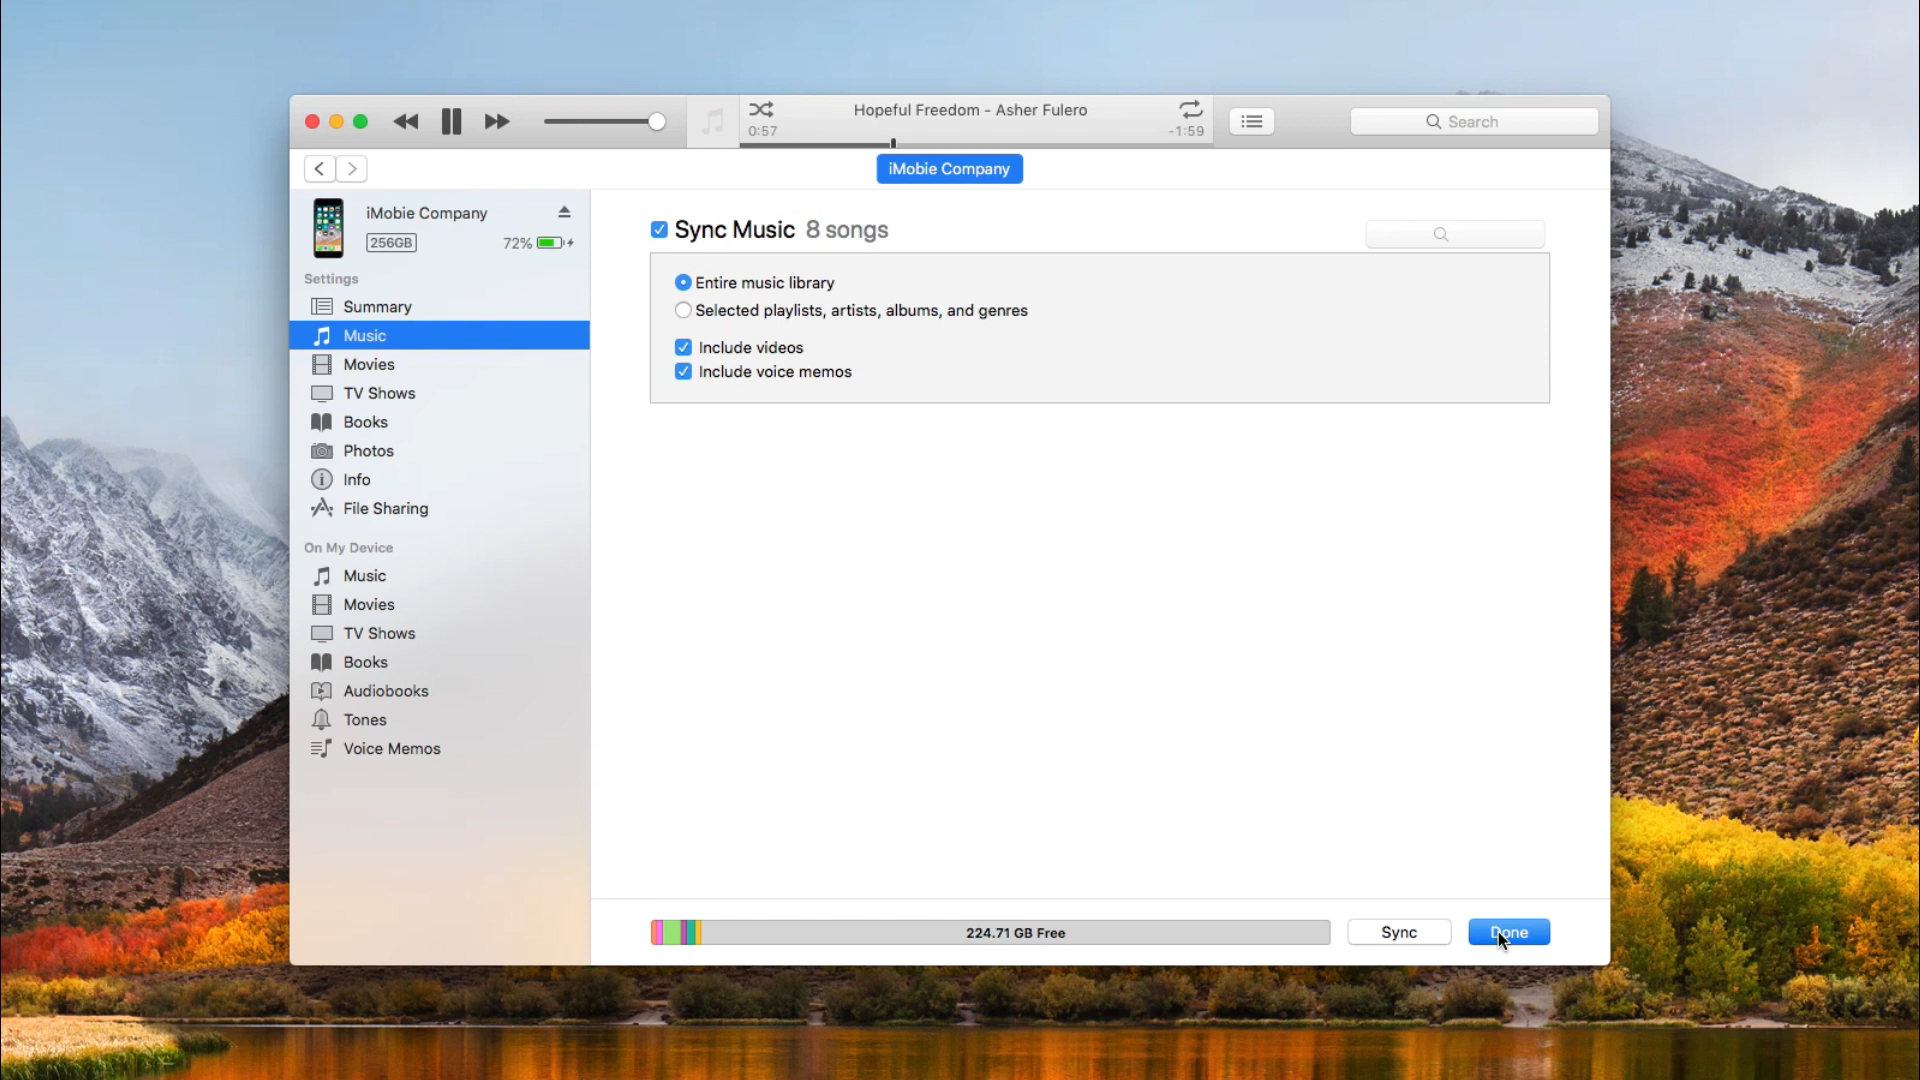 Hopeful Freedom - Asher Fulero
0:57
-1:59
Search
iMobie Company
iMobie Company
256GB
72%
Settings
Summary
Music
Movies
TV Shows
Books
Photos
Info
File Sharing
On My Device
Music
Movies
TV Shows
Books
Audiobooks
Tones
Voice Memos
Sync Music 8 songs
Entire music library
Selected playlists, artists, albums, and genres
Include videos
Include voice memos
224.71 GB Free
Sync
Done